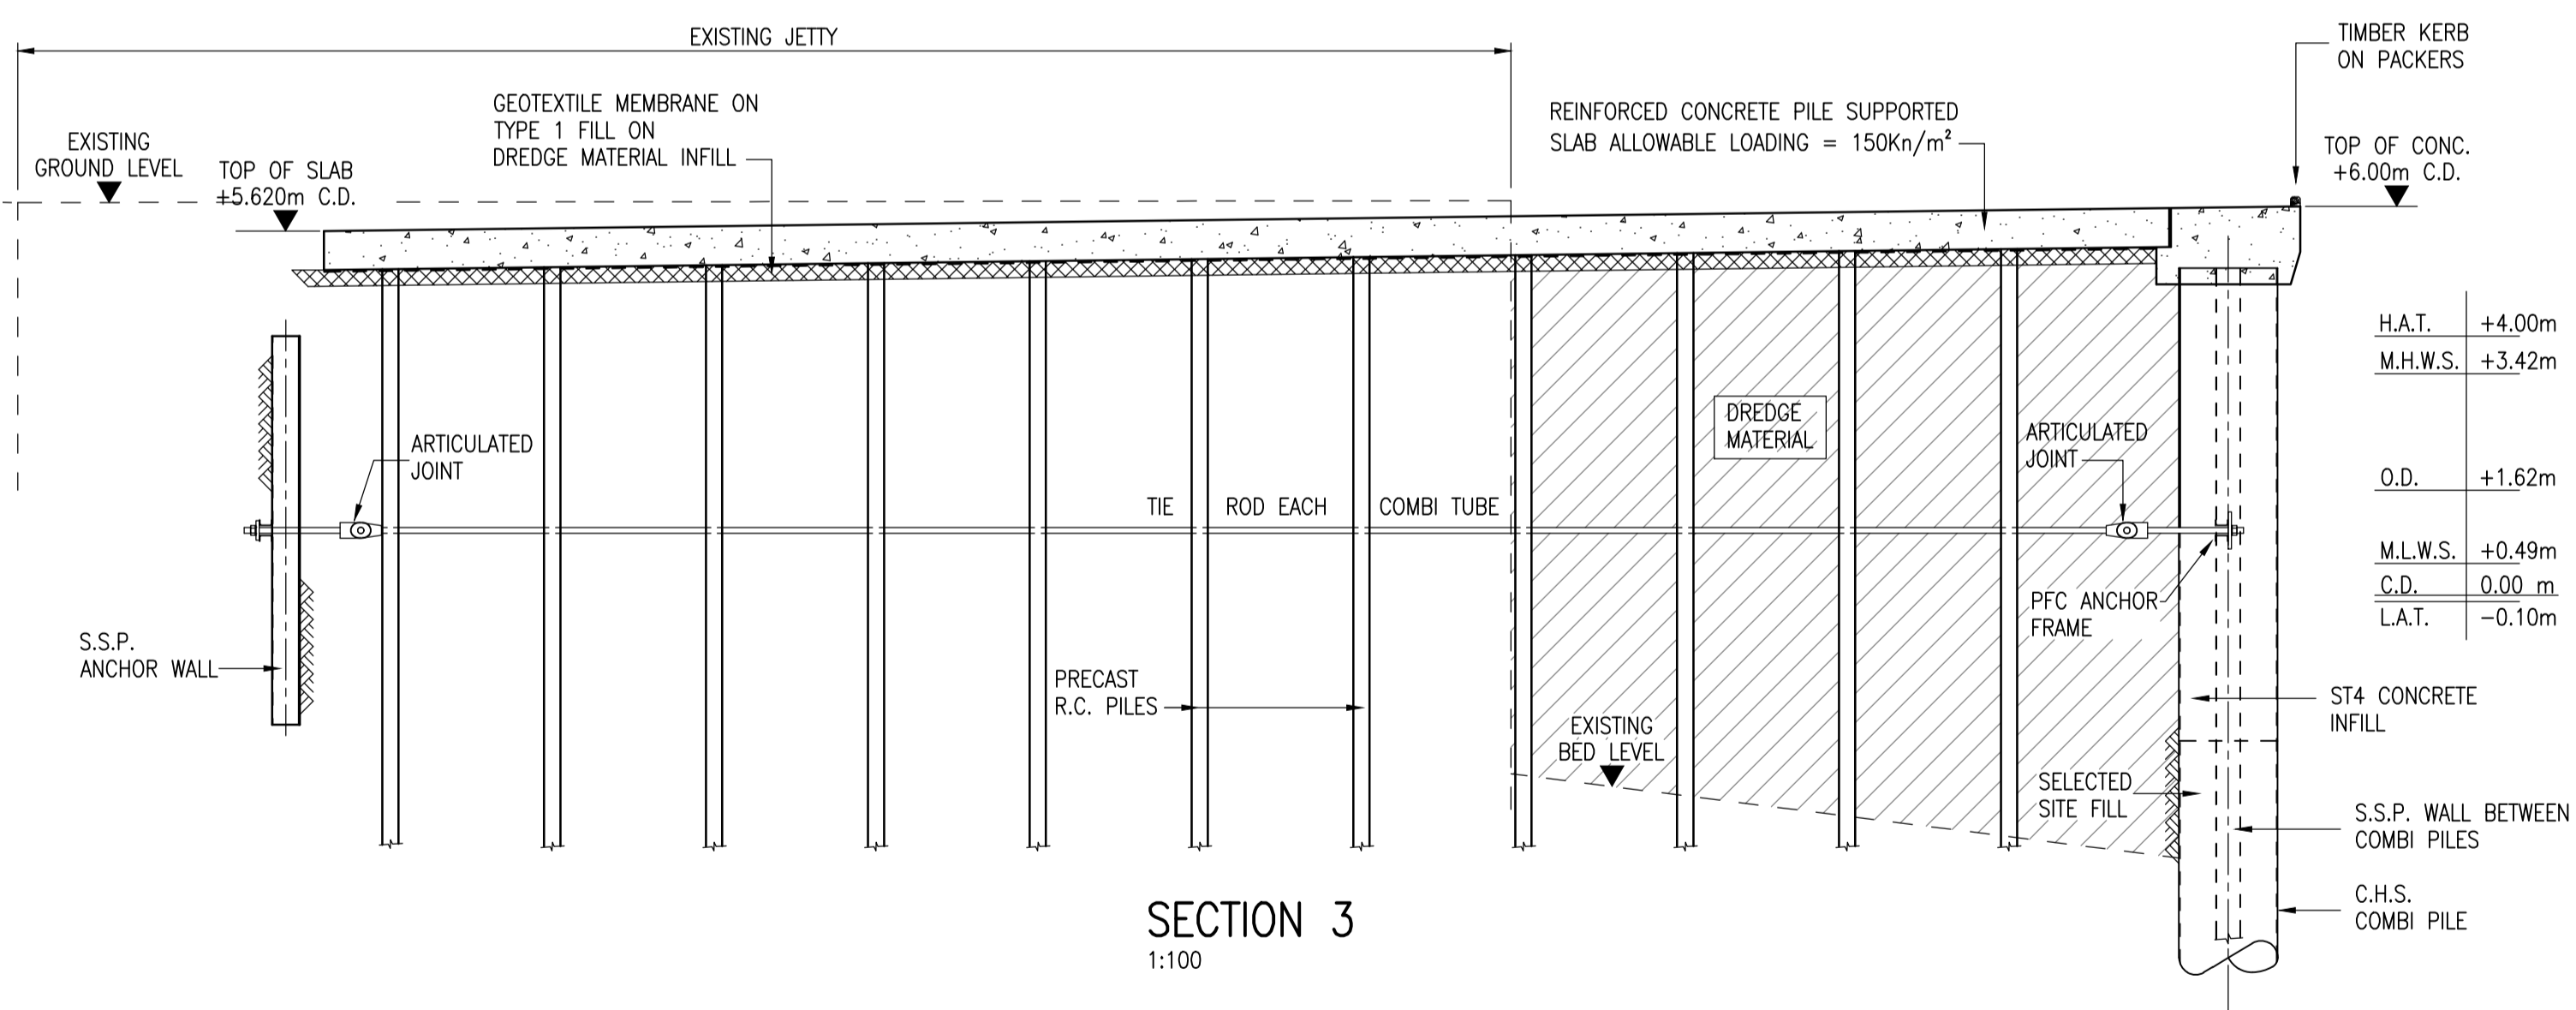 EXISTING JETTY
TIMBER KERB
ON PACKERS
GEOTEXTILE MEMBRANE ON
TYPE 1 FILL ON
DREDGE MATERIAL INFILL
REINFORCED CONCRETE PILE SUPPORTED
SLAB ALLOWABLE LOADING = 150Kn/m²
EXISTING
GROUND LEVEL
TOP OF SLAB
+5.620m C.D.
TOP OF CONC.
+6.00m C.D.
H.A.T. +4.00m
M.H.W.S. +3.42m
O.D. +1.62m
M.L.W.S. +0.49m
C.D. 0.00 m
L.A.T. -0.10m
DREDGE
MATERIAL
ARTICULATED
JOINT
ARTICULATED
JOINT
TIE ROD EACH COMBI TUBE
PFC ANCHOR
FRAME
S.S.P.
ANCHOR WALL
PRECAST
R.C. PILES
EXISTING
BED LEVEL
ST4 CONCRETE
INFILL
SELECTED
SITE FILL
S.S.P. WALL BETWEEN
COMBI PILES
C.H.S.
COMBI PILE
SECTION 3
1:100